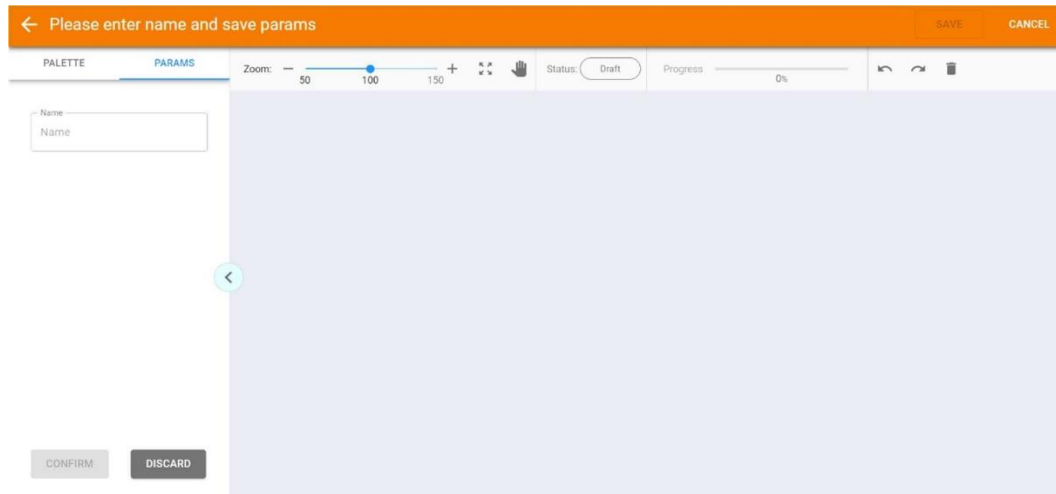 Please enter name and save params
SAVE
CANCEL
PALETTE
PARAMS
Zoom:
50
100
150
Status:
Draft
Progress
0%
Name
Name
CONFIRM
DISCARD